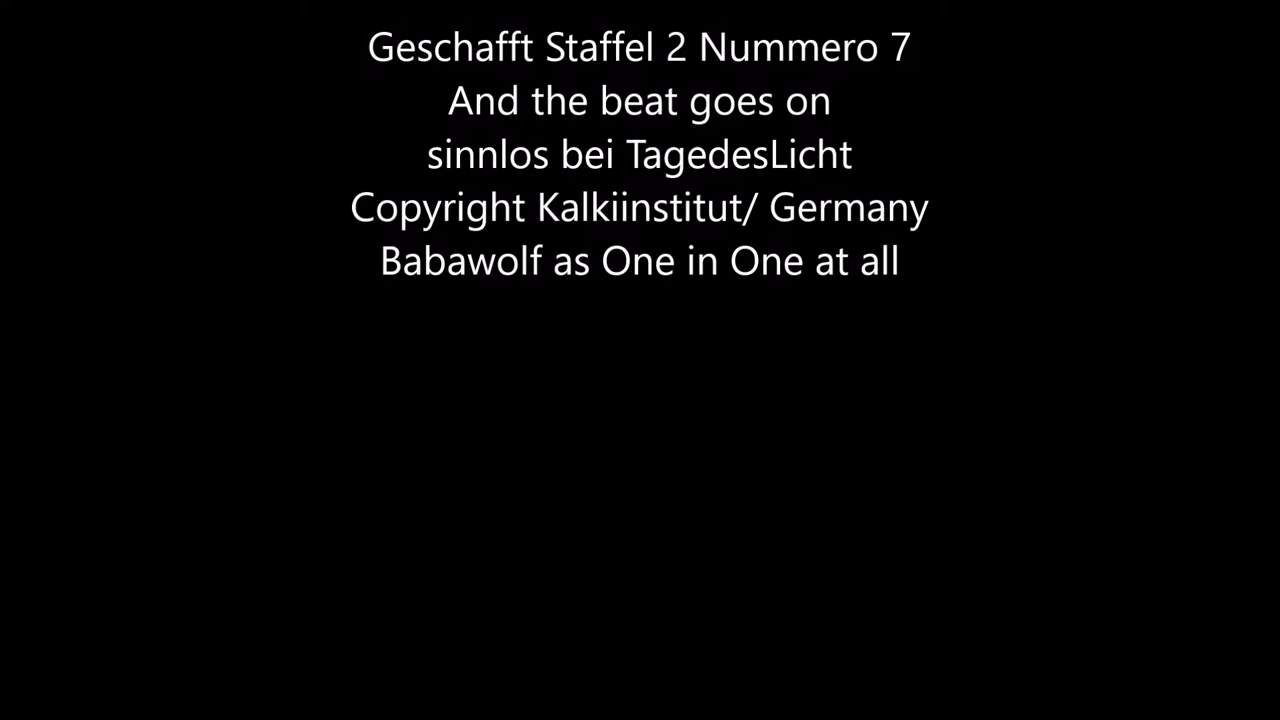 Geschafft Staffel 2 Nummero 7
And the beat goes on
sinnlos bei TagedesLicht
Copyright Kalkiinstitut/ Germany
Babawolf as One in One at all